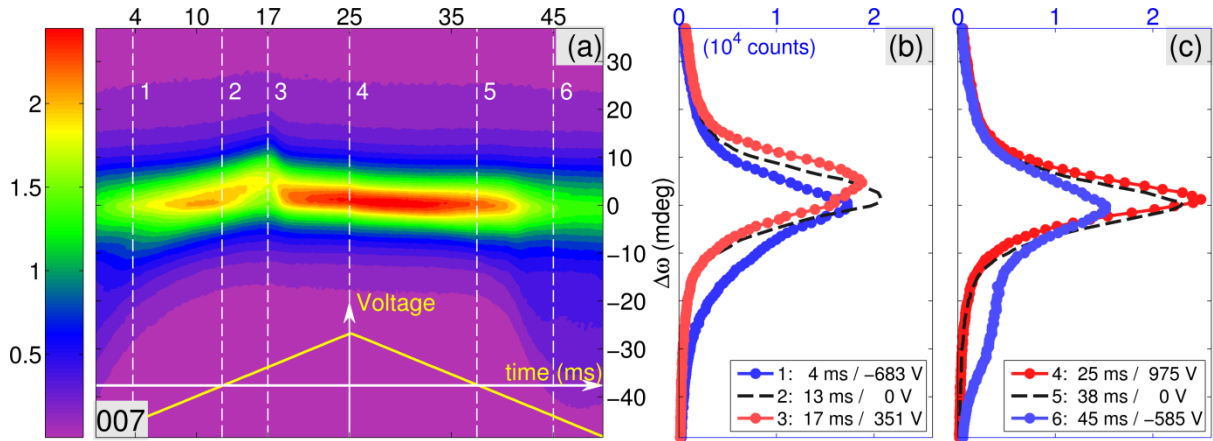 4 10 17 25 35 45
(a)
1 2 3 4 5 6
2
1.5
1
0.5
30
20
10
0
−10
−20
−30
−40
Voltage
time (ms)
007
0 1 2
(10⁴ counts)
(b)
Δω (mdeg)
1: 4 ms / −683 V
2: 13 ms / 0 V
3: 17 ms / 351 V
0 1 2
(c)
4: 25 ms / 975 V
5: 38 ms / 0 V
6: 45 ms / −585 V